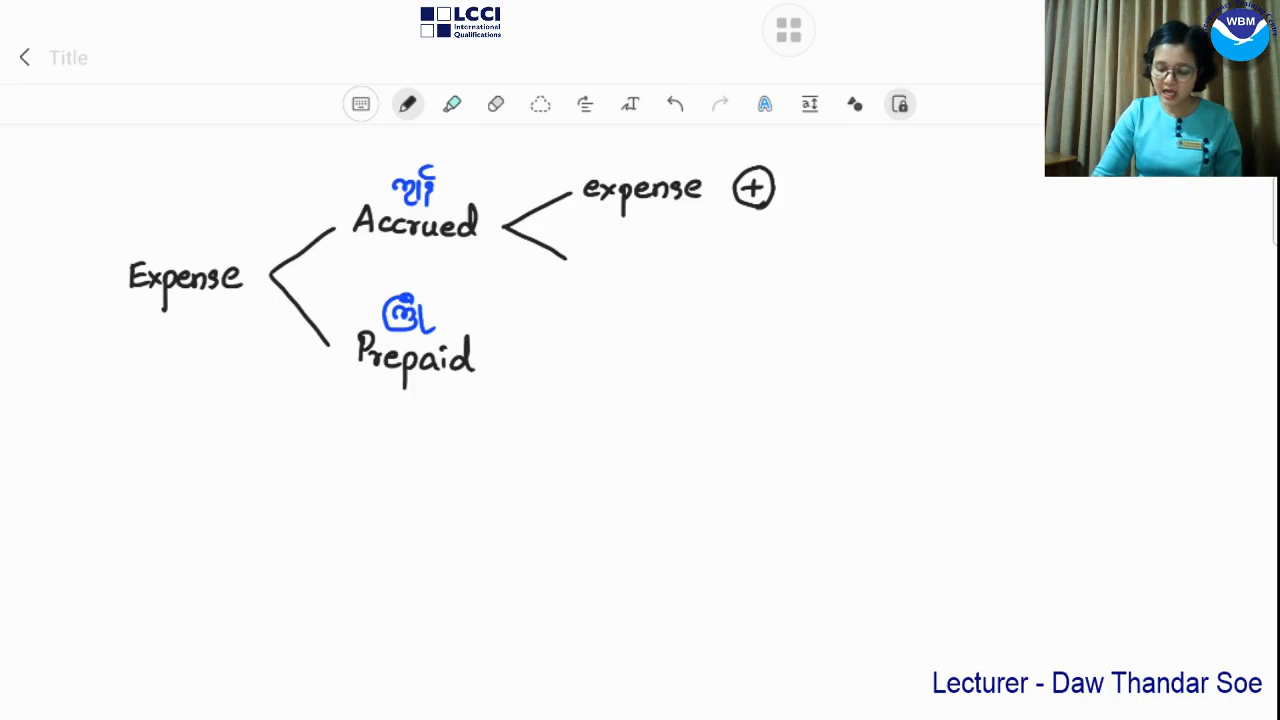 LCCI
International
Qualifications
WBM
Title
ကျန်
Accrued
expense +
Expense
ကြို
Prepaid
Lecturer - Daw Thandar Soe